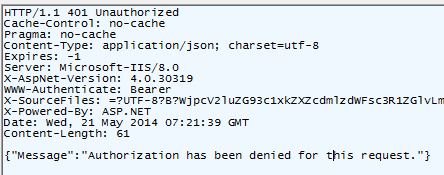 HTTP/1.1 401 Unauthorized
Cache-Control: no-cache
Pragma: no-cache
Content-Type: application/json; charset=utf-8
Expires: -1
Server: Microsoft-IIS/8.0
X-AspNet-Version: 4.0.30319
WWW-Authenticate: Bearer
X-SourceFiles: =?UTF-8?B?WjpcV2luZG93c1xkZXZcdmlzdWFsc3R1ZGlvLm
X-Powered-By: ASP.NET
Date: Wed, 21 May 2014 07:21:39 GMT
Content-Length: 61
{"Message":"Authorization has been denied for this request."}